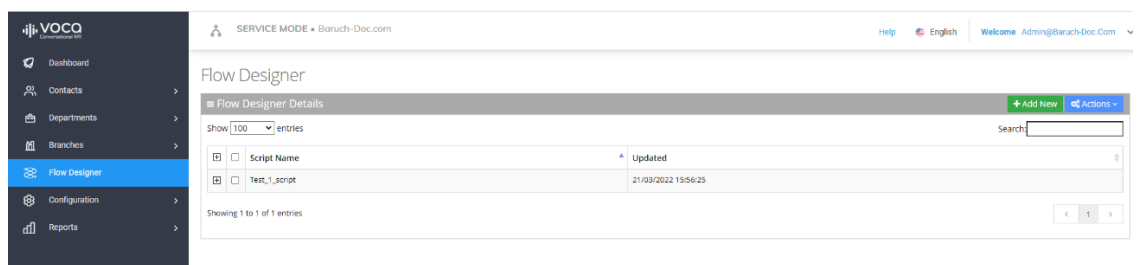 VOCA
Conversational IVR
SERVICE MODE • Baruch-Doc.com
Help English Welcome Admin@Baruch-Doc.Com
Dashboard
Contacts
Departments
Branches
Flow Designer
Configuration
Reports
Flow Designer
Flow Designer Details
+ Add New Actions
Show 100 entries
Search:
Script Name Updated
Test_1_script 21/03/2022 15:56:25
Showing 1 to 1 of 1 entries
< 1 >